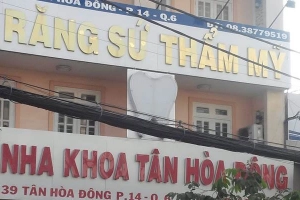 HÒA ĐÔNG - P.14 - Q.6
ĐT: 08.38779519
RĂNG SỨ THẨM MỸ
NHA KHOA TÂN HÒA ĐÔNG
39 TÂN HÒA ĐÔNG P.14 - Q